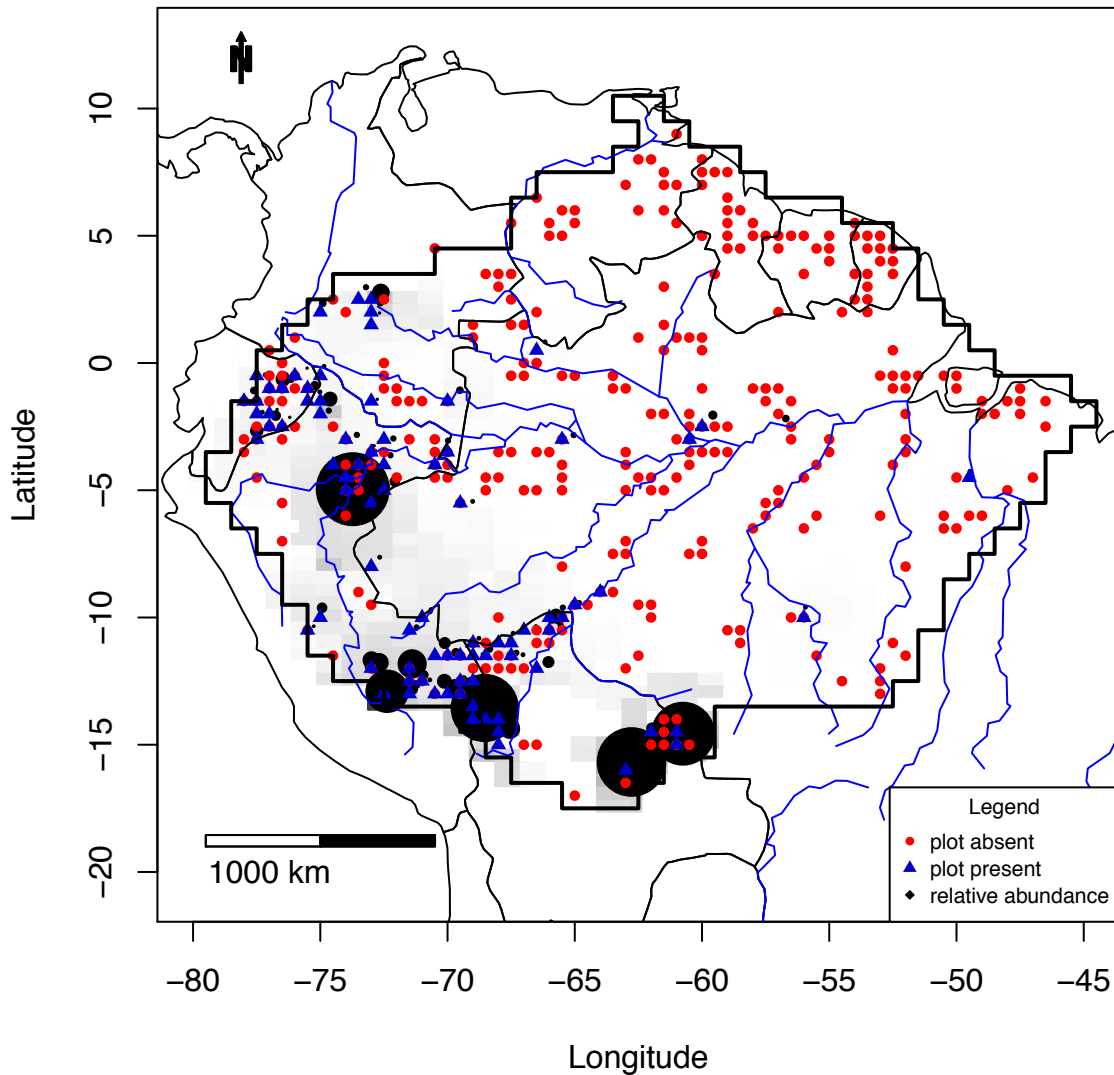 N
10
5
0
−5
−10
−15
−20
Latitude
1000 km
Legend
plot absent
plot present
relative abundance
−80 −75 −70 −65 −60 −55 −50 −45
Longitude